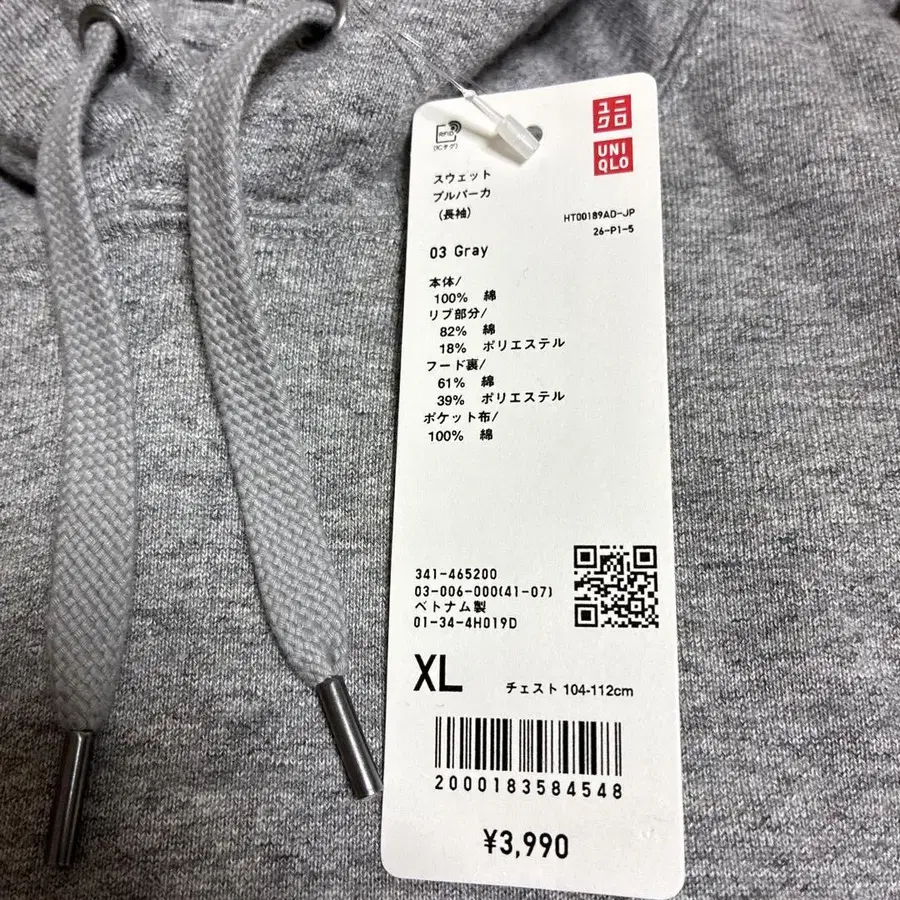 RFID
(ICタグ)
ユニ
クロ
UNI
QLO
スウェット
プルパーカ
(長袖)
HT00189AD-JP
26-P1-5
03 Gray
本体/
100% 綿
リブ部分/
82% 綿
18% ポリエステル
フード裏/
61% 綿
39% ポリエステル
ポケット布/
100% 綿
341-465200
03-006-000(41-07)
ベトナム製
01-34-4H019D
XL チェスト 104-112cm
2000183584548
¥3,990